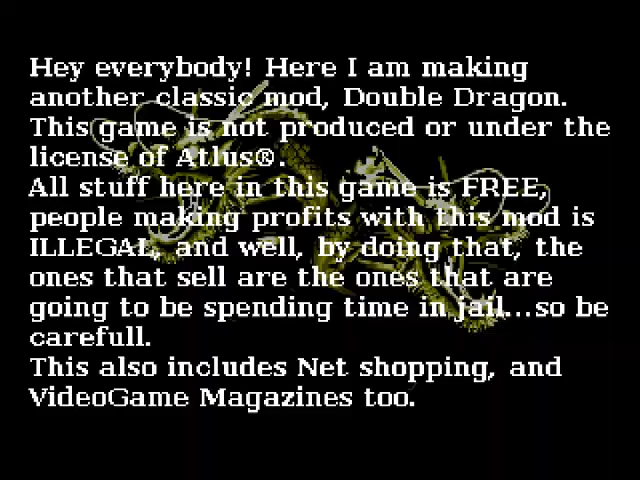 Hey everybody! Here I am making
another classic mod, Double Dragon.
This game is not produced or under the
license of Atlus®.
All stuff here in this game is FREE,
people making profits with this mod is
ILLEGAL, and well, by doing that, the
ones that sell are the ones that are
going to be spending time in jail...so be
carefull.
This also includes Net shopping, and
VideoGame Magazines too.